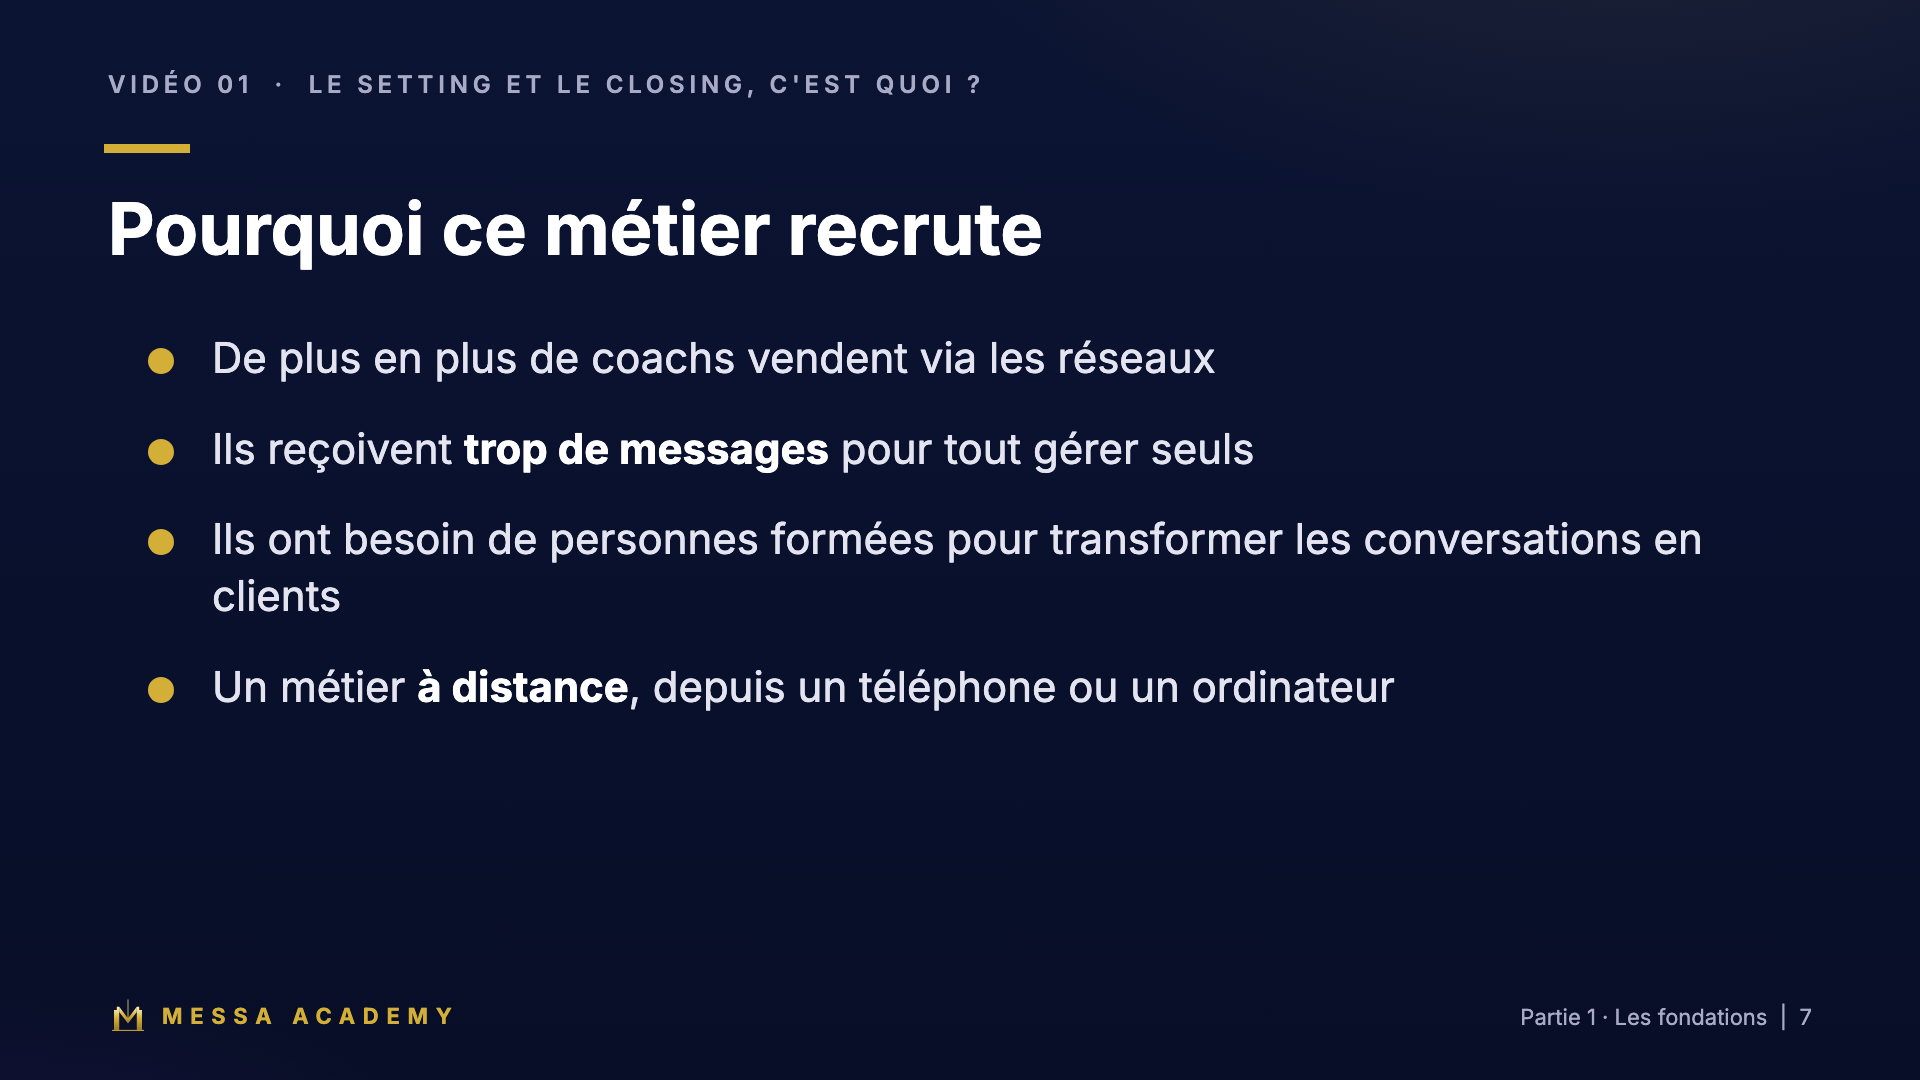 VIDÉO 01 · LE SETTING ET LE CLOSING, C'EST QUOI ?
Pourquoi ce métier recrute
De plus en plus de coachs vendent via les réseaux
Ils reçoivent trop de messages pour tout gérer seuls
Ils ont besoin de personnes formées pour transformer les conversations en
clients
Un métier à distance, depuis un téléphone ou un ordinateur
MESSA ACADEMY
Partie 1 · Les fondations | 7